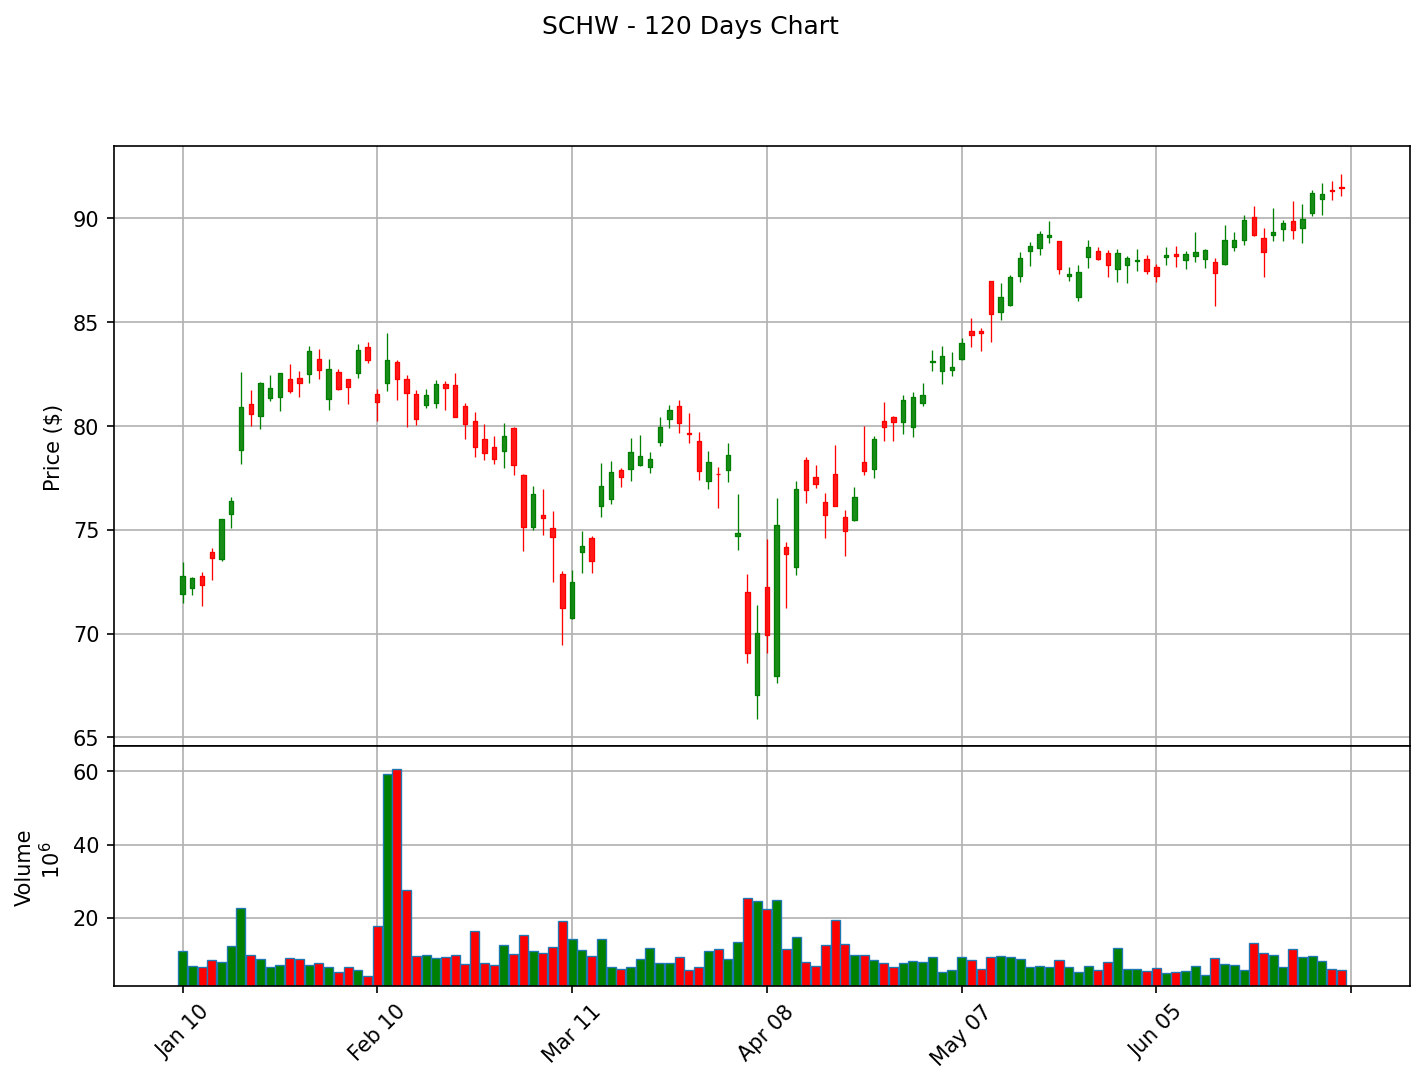 SCHW - 120 Days Chart
Price ($)
90
85
80
75
70
65
Volume
10⁶
60
40
20
Jan 10
Feb 10
Mar 11
Apr 08
May 07
Jun 05